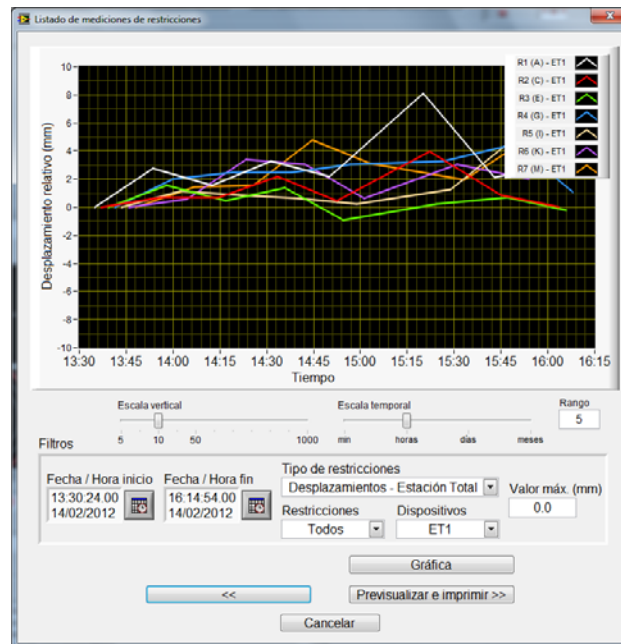 Listado de mediciones de restricciones
R1 (A) - ET1
R2 (C) - ET1
R3 (E) - ET1
R4 (G) - ET1
R5 (I) - ET1
R6 (K) - ET1
R7 (M) - ET1
Desplazamiento relativo (mm)
10
8
6
4
2
0
-2
-4
-6
-8
-10
13:30 13:45 14:00 14:15 14:30 14:45 15:00 15:15 15:30 15:45 16:00 16:15
Tiempo
Escala vertical
5 10 50 1000
Escala temporal
min horas días meses
Rango
5
Filtros
Fecha / Hora inicio
13:30:24.00
14/02/2012
Fecha / Hora fin
16:14:54.00
14/02/2012
Tipo de restricciones
Desplazamientos - Estación Total
Restricciones
Todos
Dispositivos
ET1
Valor máx. (mm)
0.0
Gráfica
<<
Previsualizar e imprimir >>
Cancelar